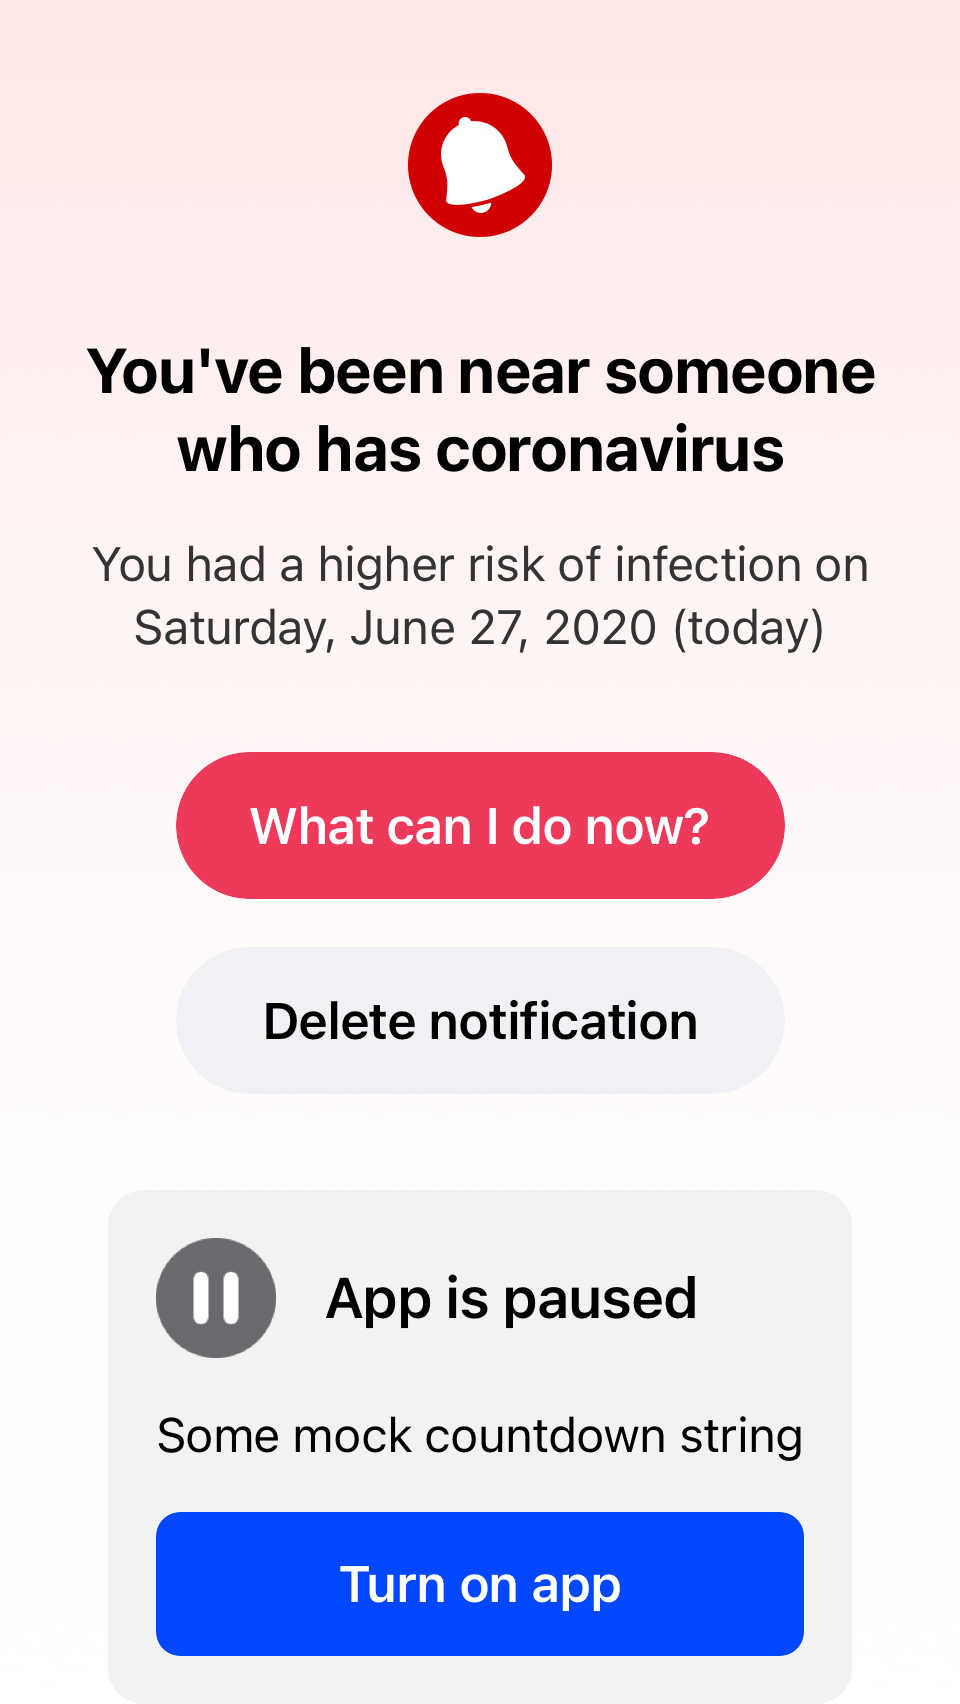 You've been near someone
who has coronavirus
You had a higher risk of infection on
Saturday, June 27, 2020 (today)
What can I do now?
Delete notification
App is paused
Some mock countdown string
Turn on app